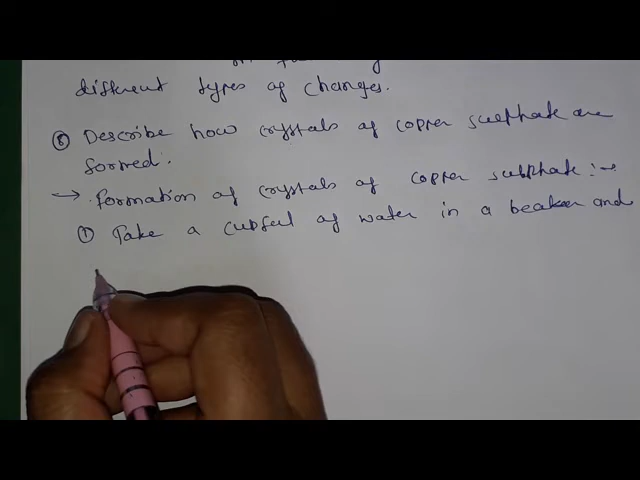 different types of changes.
⑧ Describe how crystals of copper sulphate are
formed.
→ Formation of crystals of copper sulphate :→
① Take a cupful of water in a beaker and